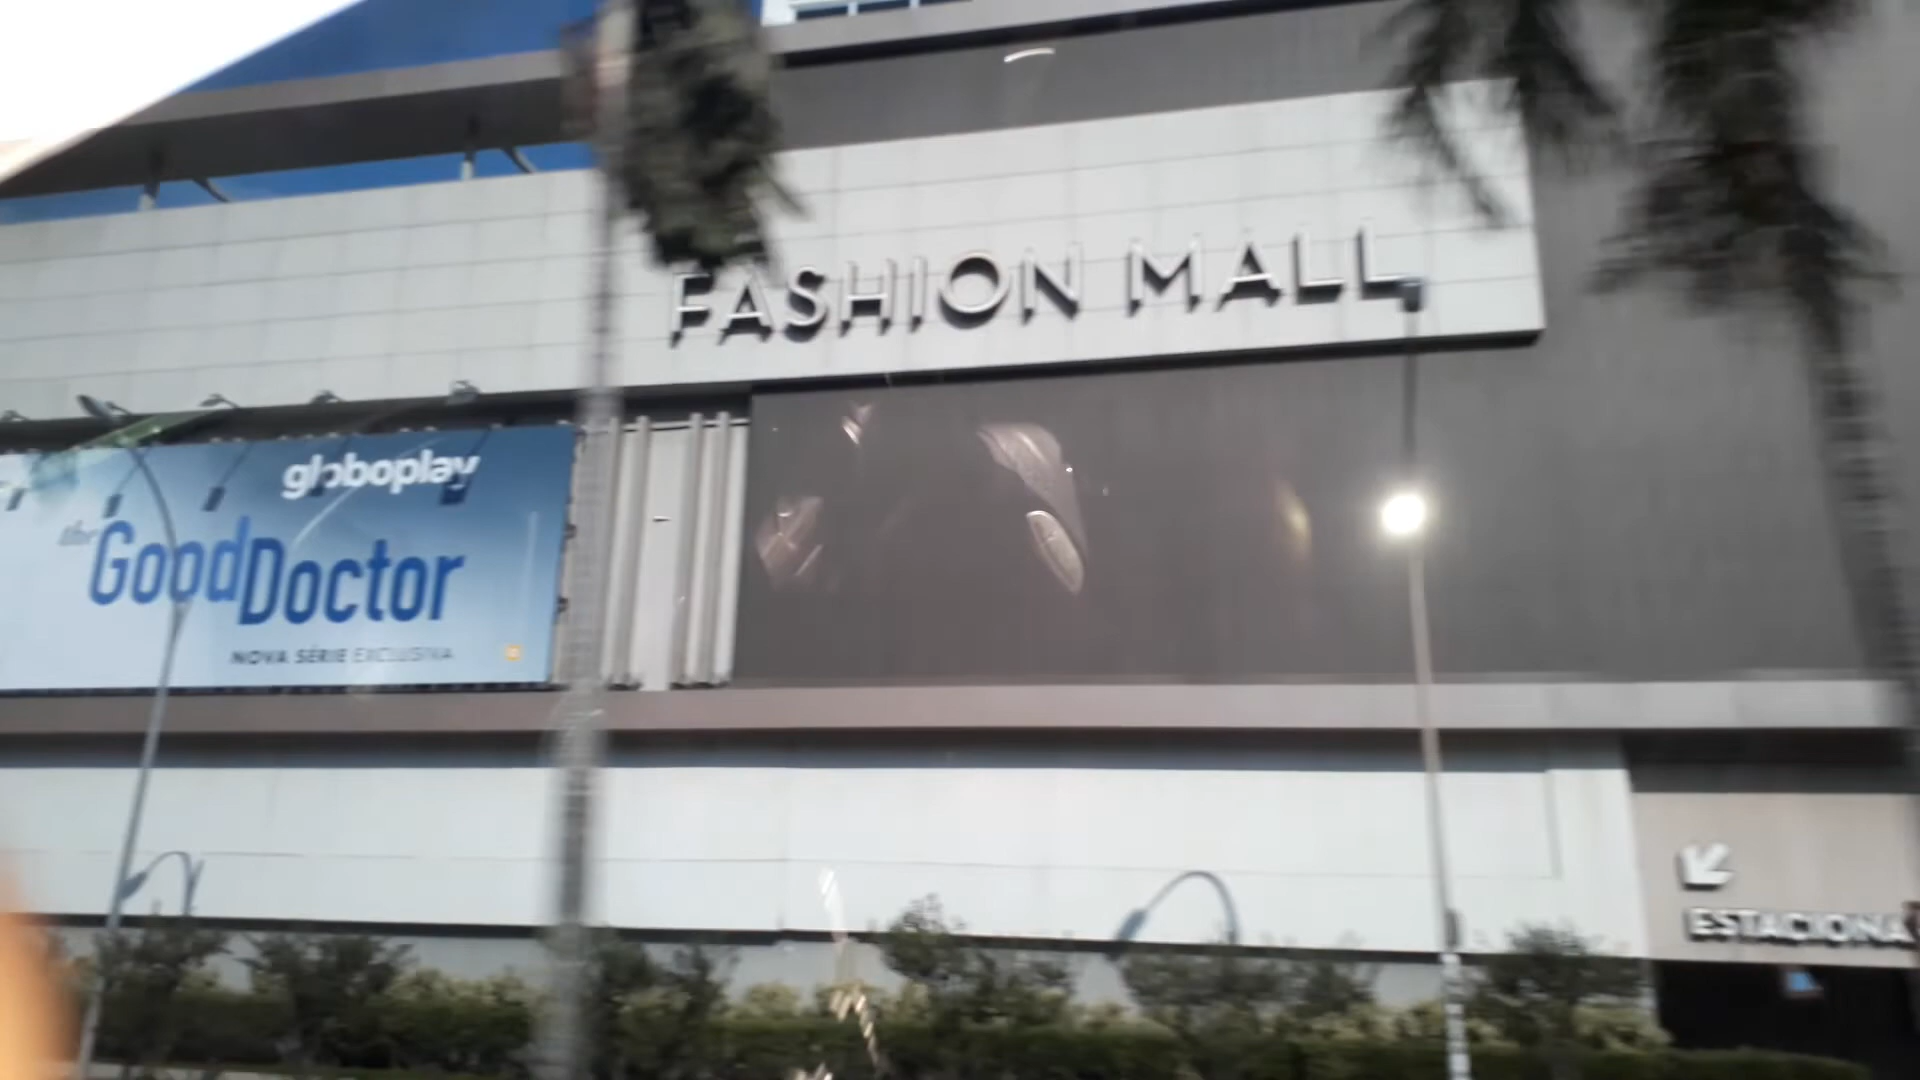 FASHION MALL
globoplay
the
Good Doctor
NOVA SÉRIE EXCLUSIVA
ESTACIONA